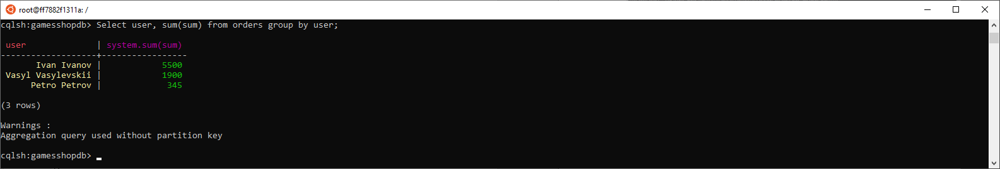 root@ff7882f1311a: /
cqlsh:gamesshopdb> Select user, sum(sum) from orders group by user;
user | system.sum(sum)
-------------------+-----------------
Ivan Ivanov | 5500
Vasyl Vasylevskii | 1900
Petro Petrov | 345
(3 rows)
Warnings :
Aggregation query used without partition key
cqlsh:gamesshopdb>